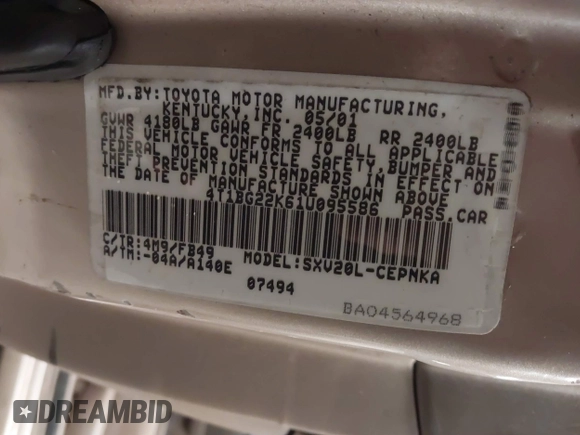 MFD.BY:TOYOTA MOTOR MANUFACTURING,
KENTUCKY,INC. 05/01
GVWR 4180LB GAWR FR 2400LB RR 2400LB
THIS VEHICLE CONFORMS TO ALL APPLICABLE
FEDERAL MOTOR VEHICLE SAFETY,BUMPER AND
THEFT PREVENTION STANDARDS IN EFFECT ON
THE DATE OF MANUFACTURE SHOWN ABOVE
4T1BG22K61U095586 PASS.CAR
C/TR:4M9/FB49 MODEL:SXV20L-CEPNKA
A/TM:-04A/A140E
07494
BA04564968
DREAMBID